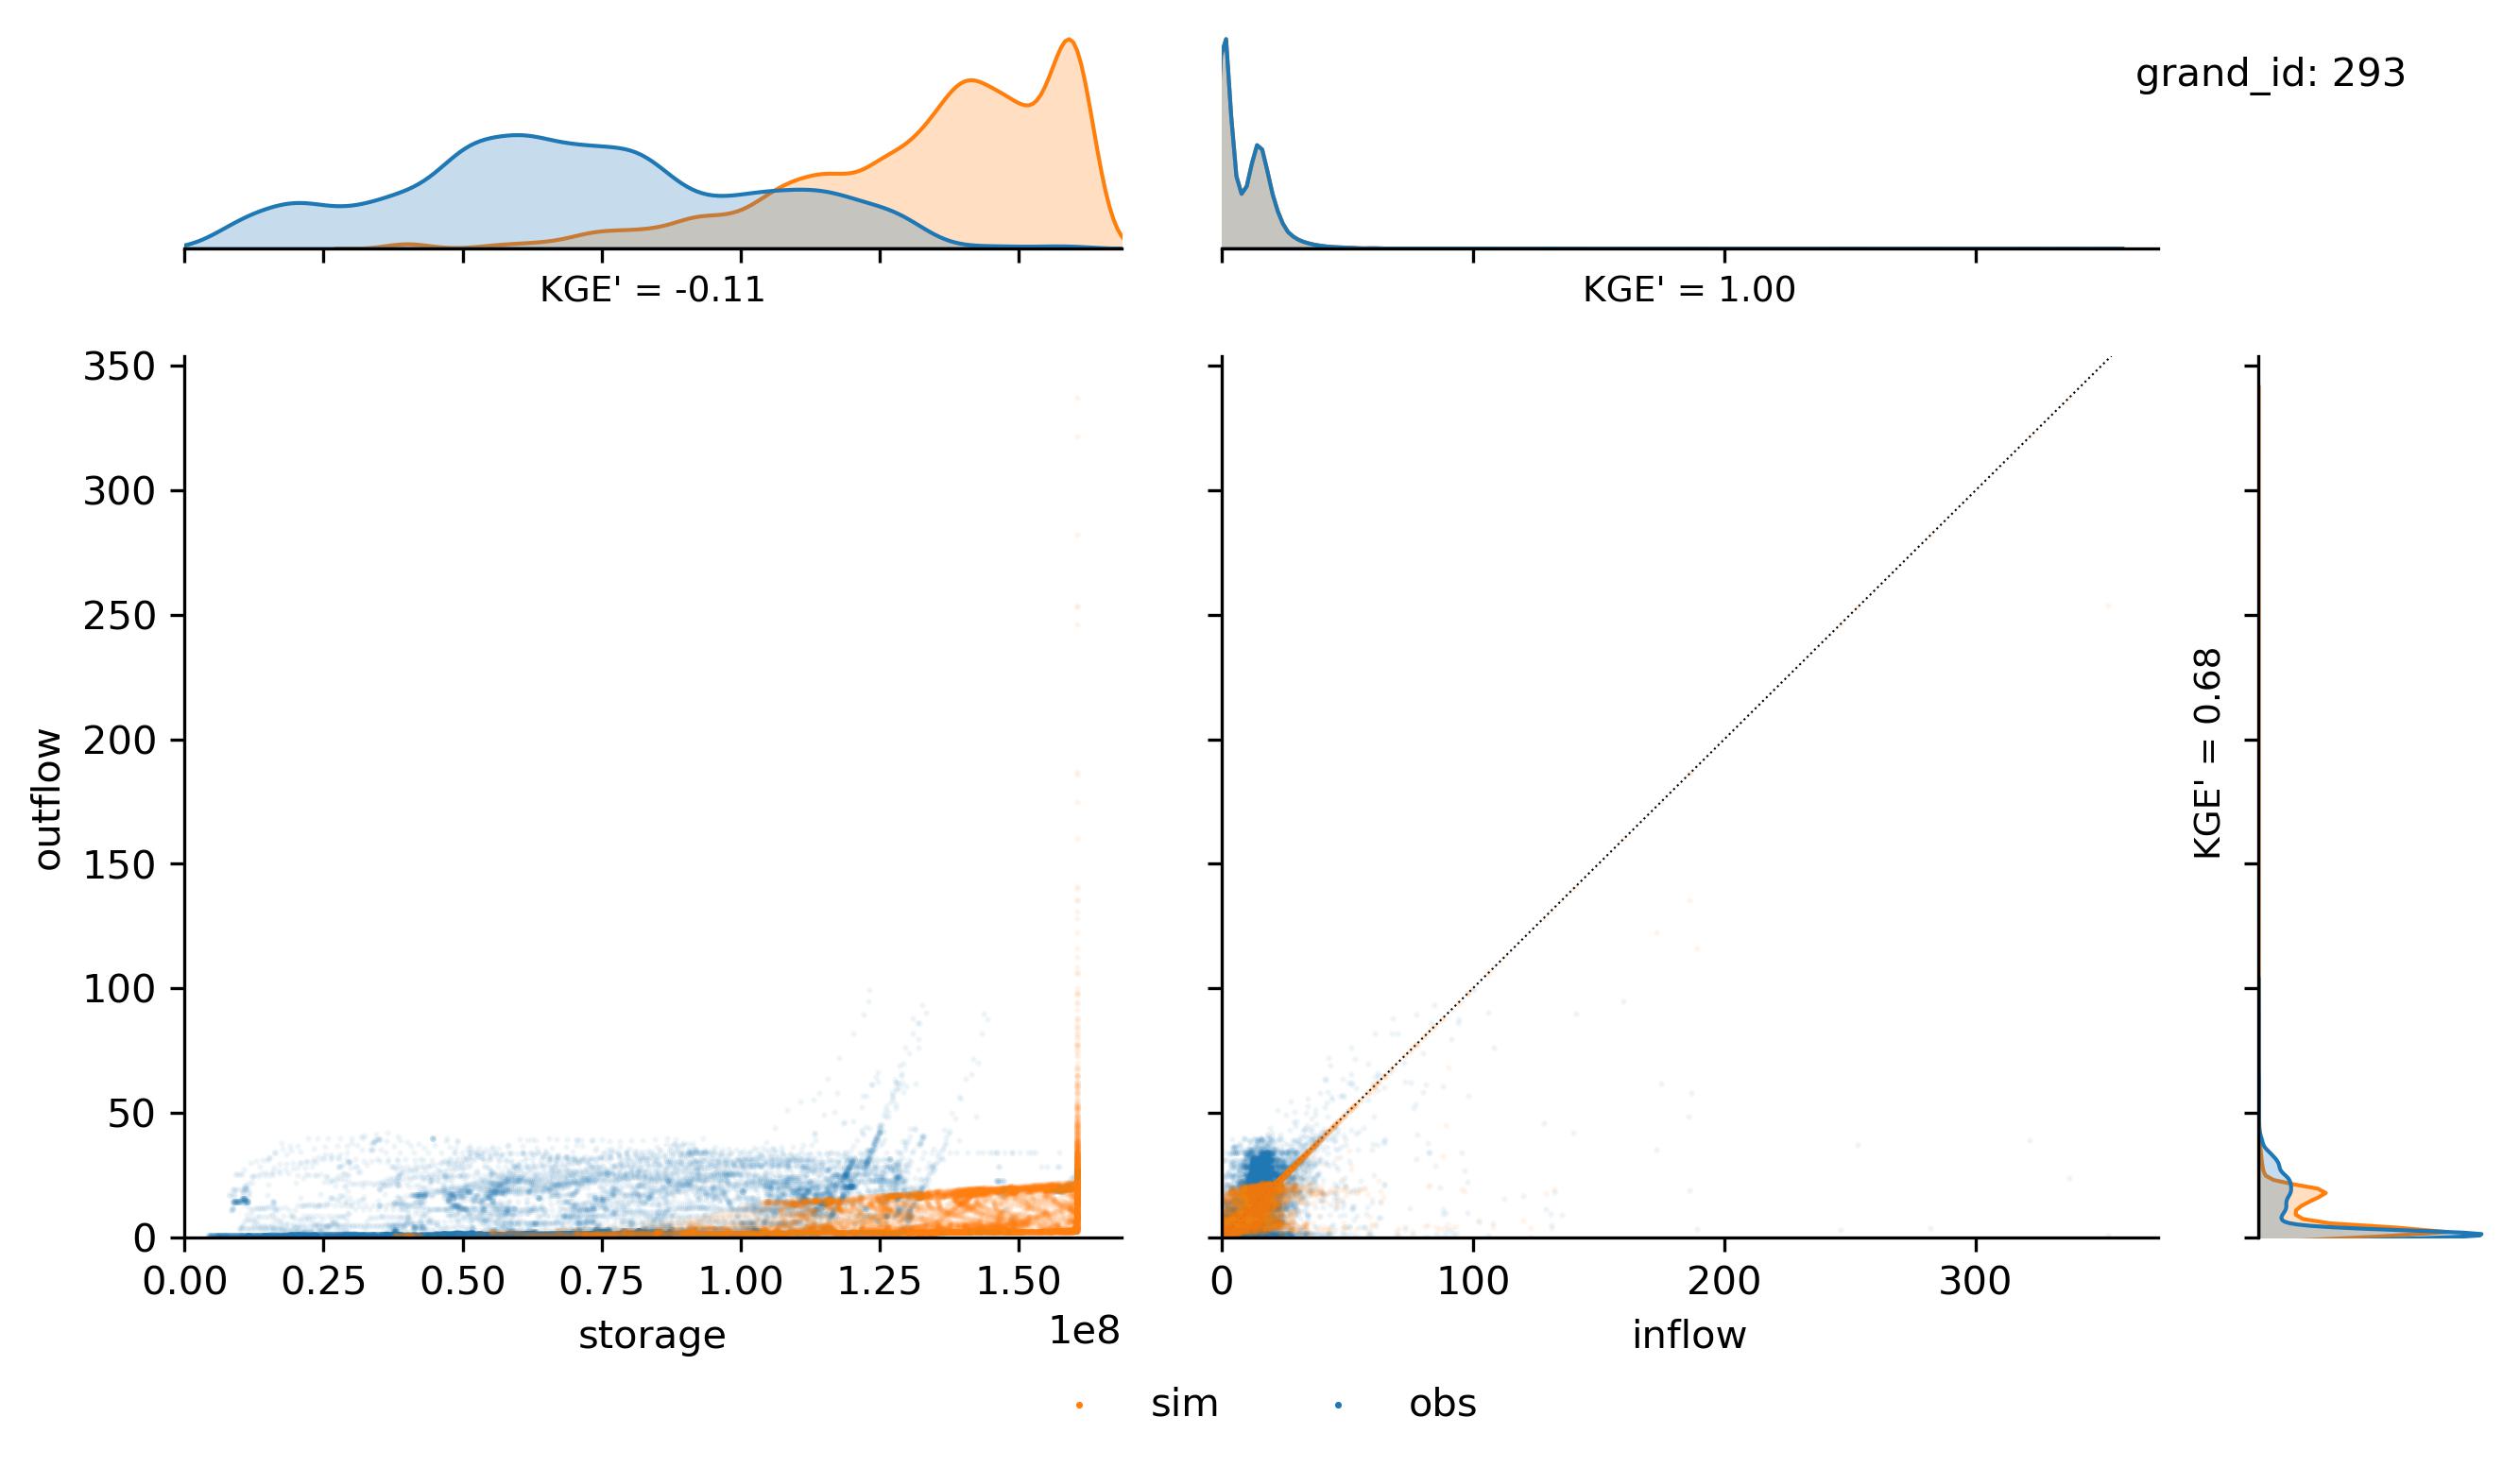 grand_id: 293
KGE' = -0.11
KGE' = 1.00
350
300
250
200
150
100
50
0
outflow
KGE' = 0.68
0.00 0.25 0.50 0.75 1.00 1.25 1.50
0 100 200 300
storage
1e8
inflow
sim
obs